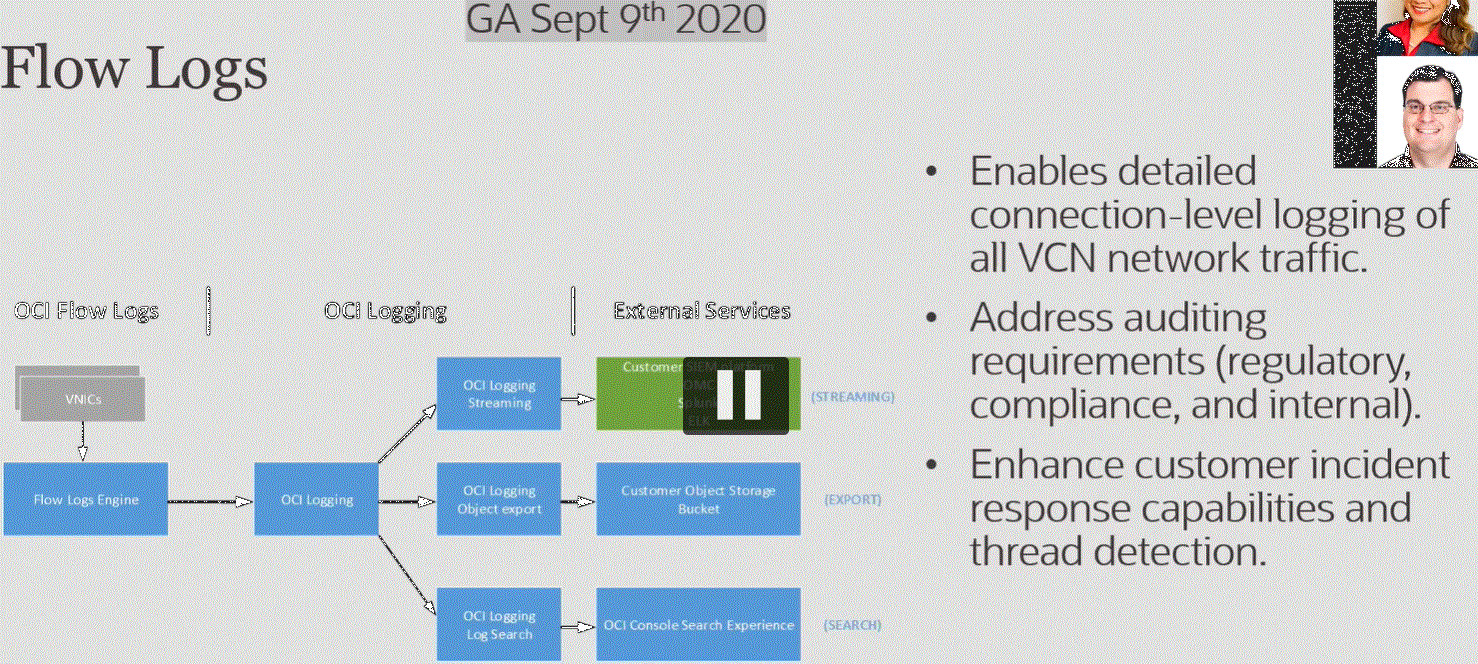 GA Sept 9th 2020
Flow Logs
• Enables detailed
connection-level logging of
all VCN network traffic.
• Address auditing
requirements (regulatory,
compliance, and internal).
• Enhance customer incident
response capabilities and
thread detection.
OCI Flow Logs
OCI Logging
External Services
VNICs
Flow Logs Engine
OCI Logging
OCI Logging
Streaming
Customer SIEM platform
OMC
Splunk
ELK
(STREAMING)
OCI Logging
Object export
Customer Object Storage
Bucket
(EXPORT)
OCI Logging
Log Search
OCI Console Search Experience
(SEARCH)